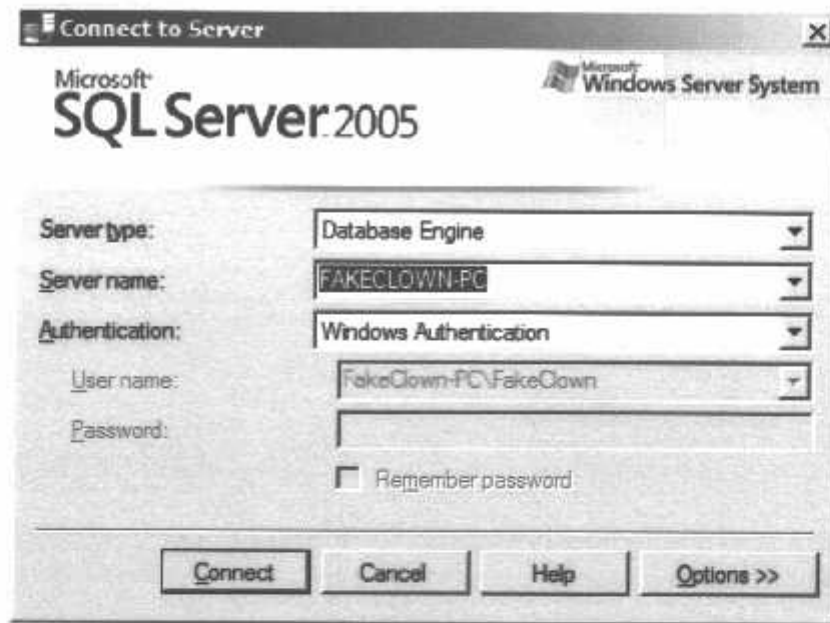 Connect to Server
Microsoft
SQL Server 2005
Microsoft
Windows Server System
Server type: Database Engine
Server name: FAKECLOWN-PC
Authentication: Windows Authentication
User name: FakeClown-PC\FakeClown
Password:
Remember password
Connect Cancel Help Options >>